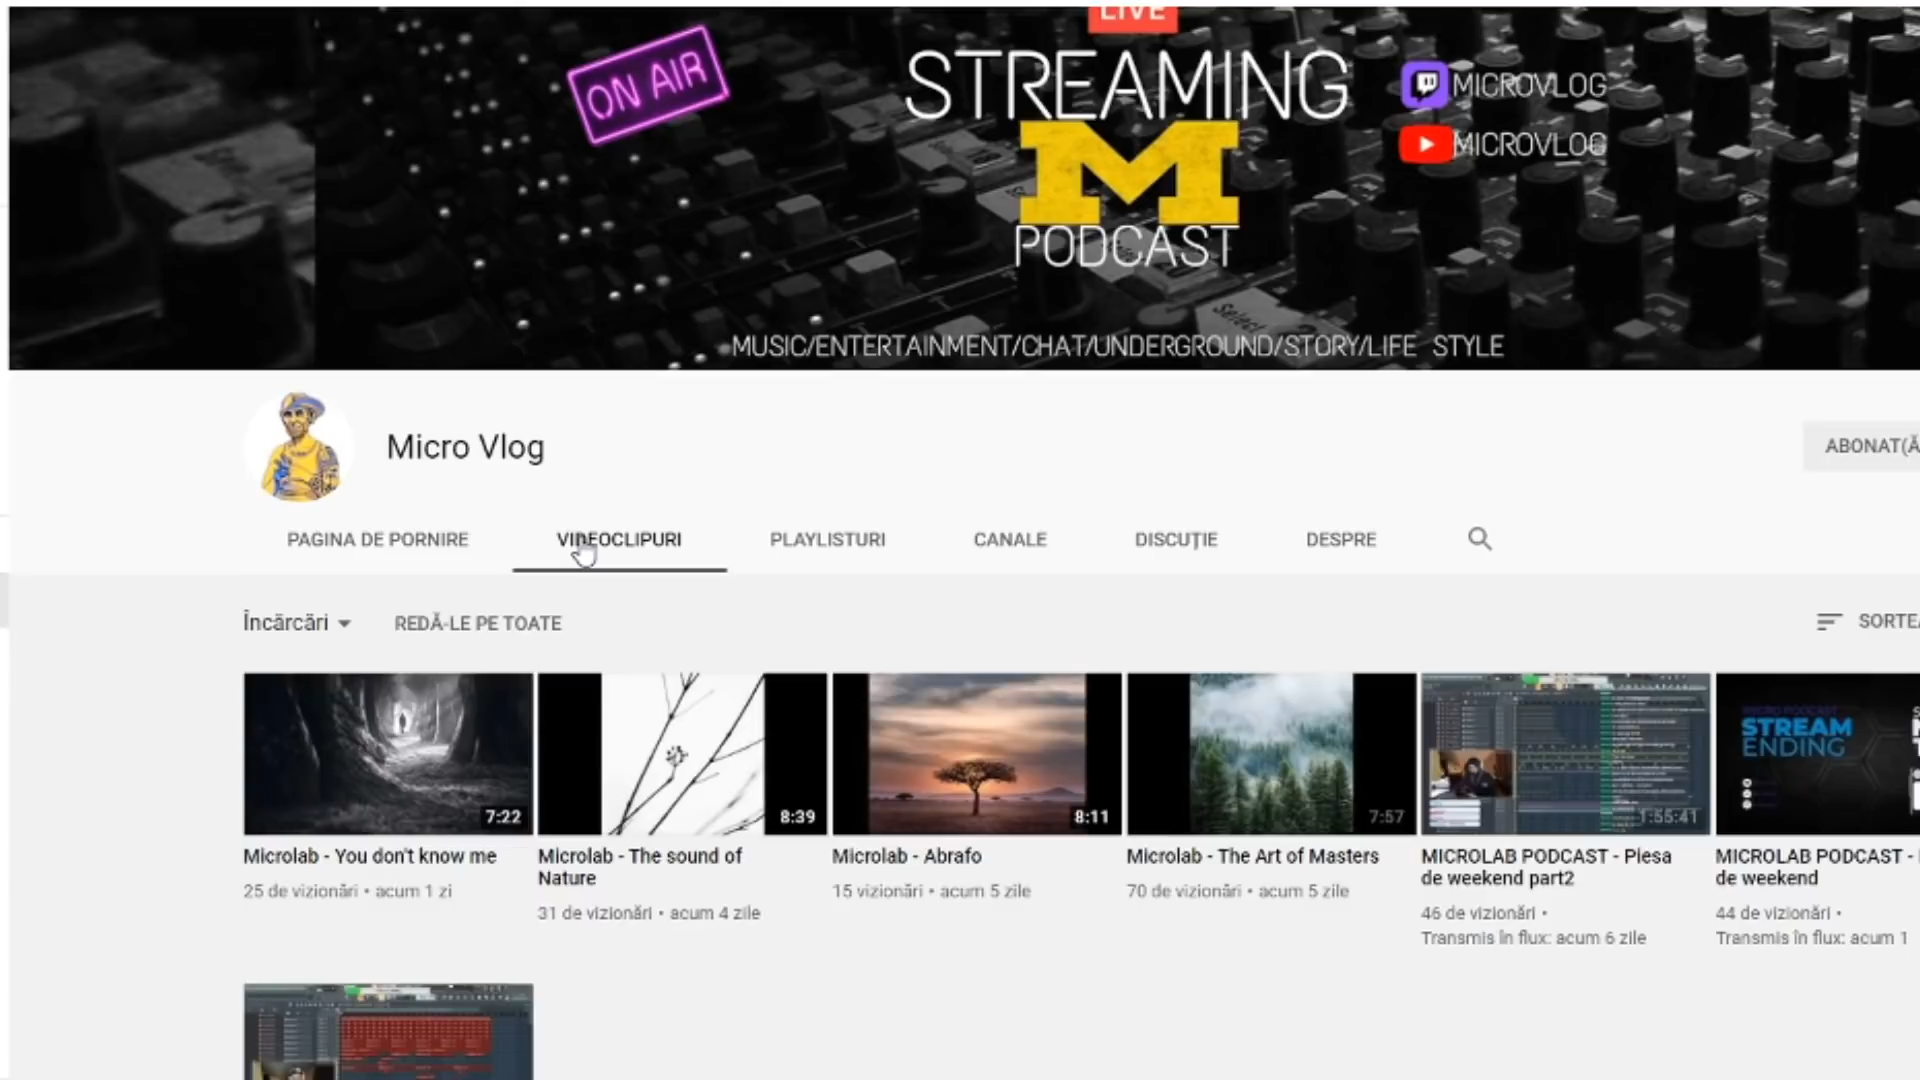 LIVE
ON AIR
STREAMING
M
PODCAST
MICROVLOG
MICROVLOG
Select
MUSIC/ENTERTAINMENT/CHAT/UNDERGROUND/STORY/LIFE STYLE
Micro Vlog
ABONAT(Ă
PAGINA DE PORNIRE VIDEOCLIPURI PLAYLISTURI CANALE DISCUȚIE DESPRE
Încărcări REDĂ-LE PE TOATE SORTEA
STREAM
ENDING
7:22 8:39 8:11 7:57 1:55:41
Microlab - You don't know me
25 de vizionări • acum 1 zi
Microlab - The sound of
Nature
31 de vizionări • acum 4 zile
Microlab - Abrafo
15 vizionări • acum 5 zile
Microlab - The Art of Masters
70 de vizionări • acum 5 zile
MICROLAB PODCAST - Piesa
de weekend part2
46 de vizionări •
Transmis în flux: acum 6 zile
MICROLAB PODCAST -
de weekend
44 de vizionări •
Transmis în flux: acum 1